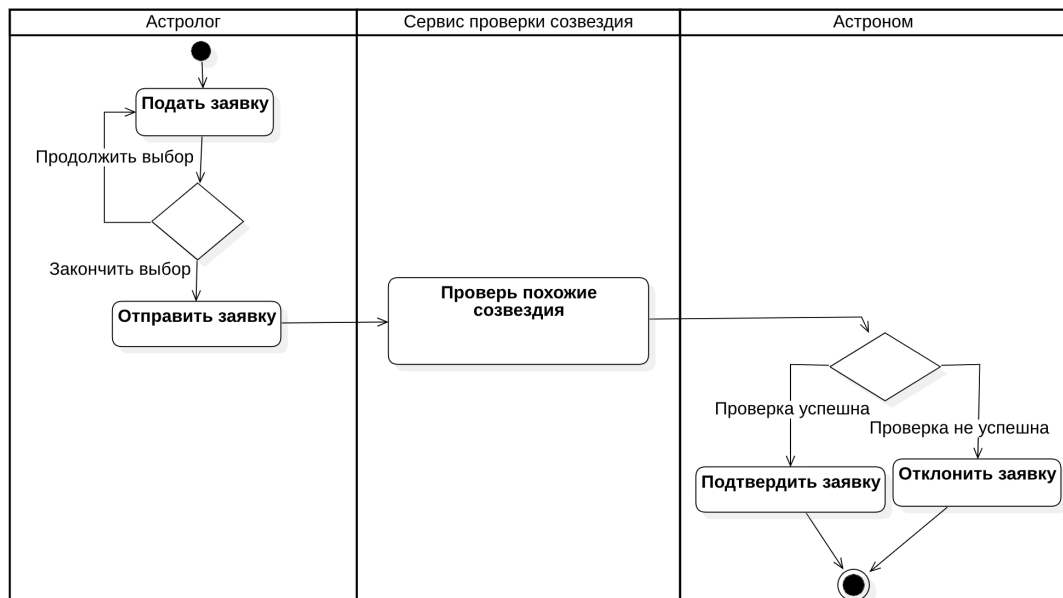 Астролог
Сервис проверки созвездия
Астроном
Подать заявку
Продолжить выбор
Закончить выбор
Отправить заявку
Проверь похожие
созвездия
Проверка успешна
Проверка не успешна
Подтвердить заявку
Отклонить заявку